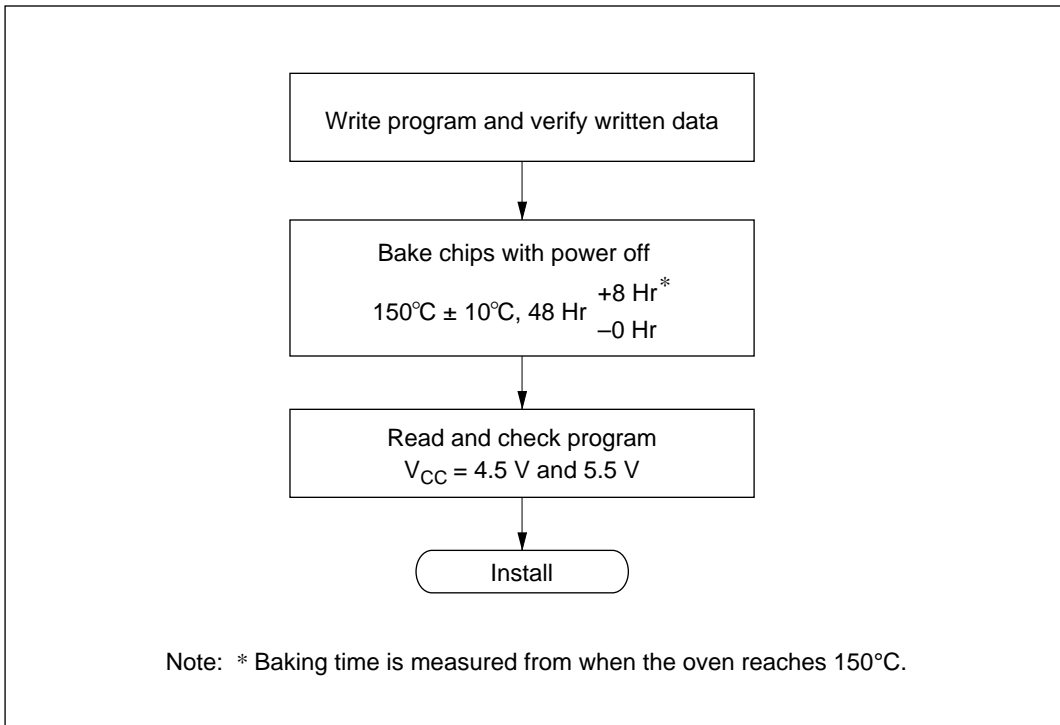 Write program and verify written data
Bake chips with power off
150°C ± 10°C, 48 Hr +8 Hr*
–0 Hr
Read and check program
VCC = 4.5 V and 5.5 V
Install
Note: * Baking time is measured from when the oven reaches 150°C.